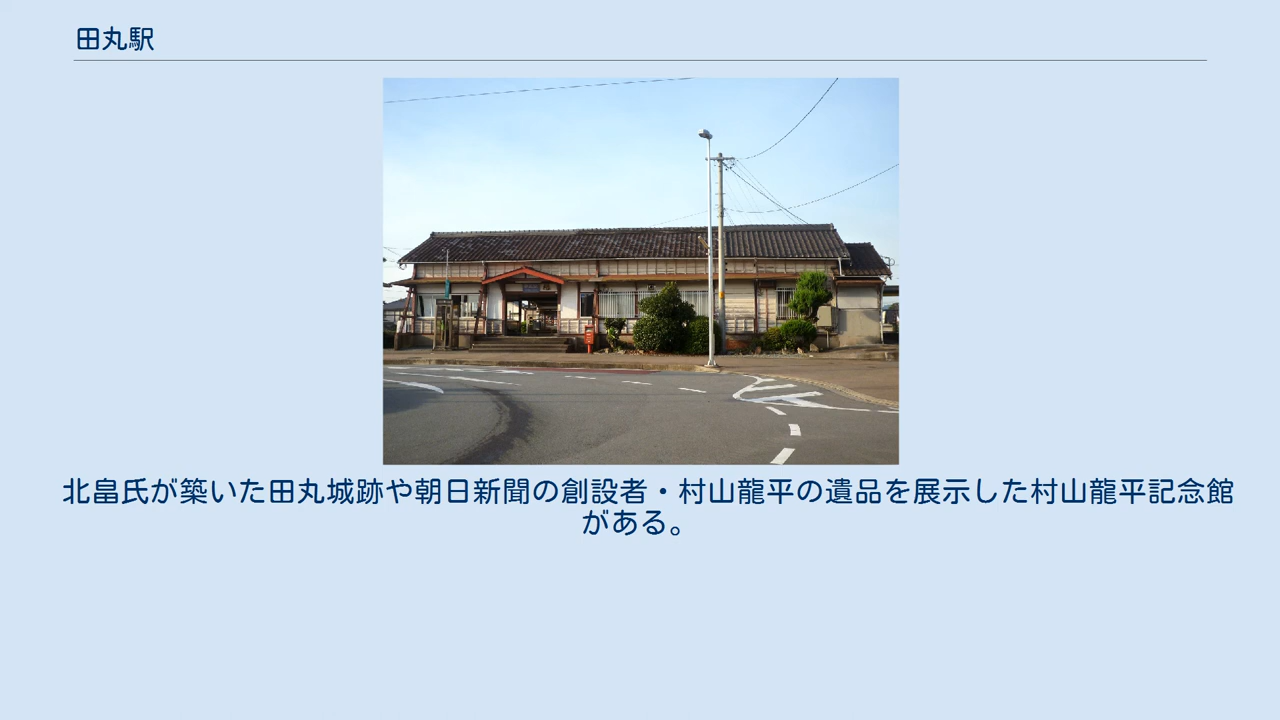 田丸駅
北畠氏が築いた田丸城跡や朝日新聞の創設者・村山龍平の遺品を展示した村山龍平記念館
がある。